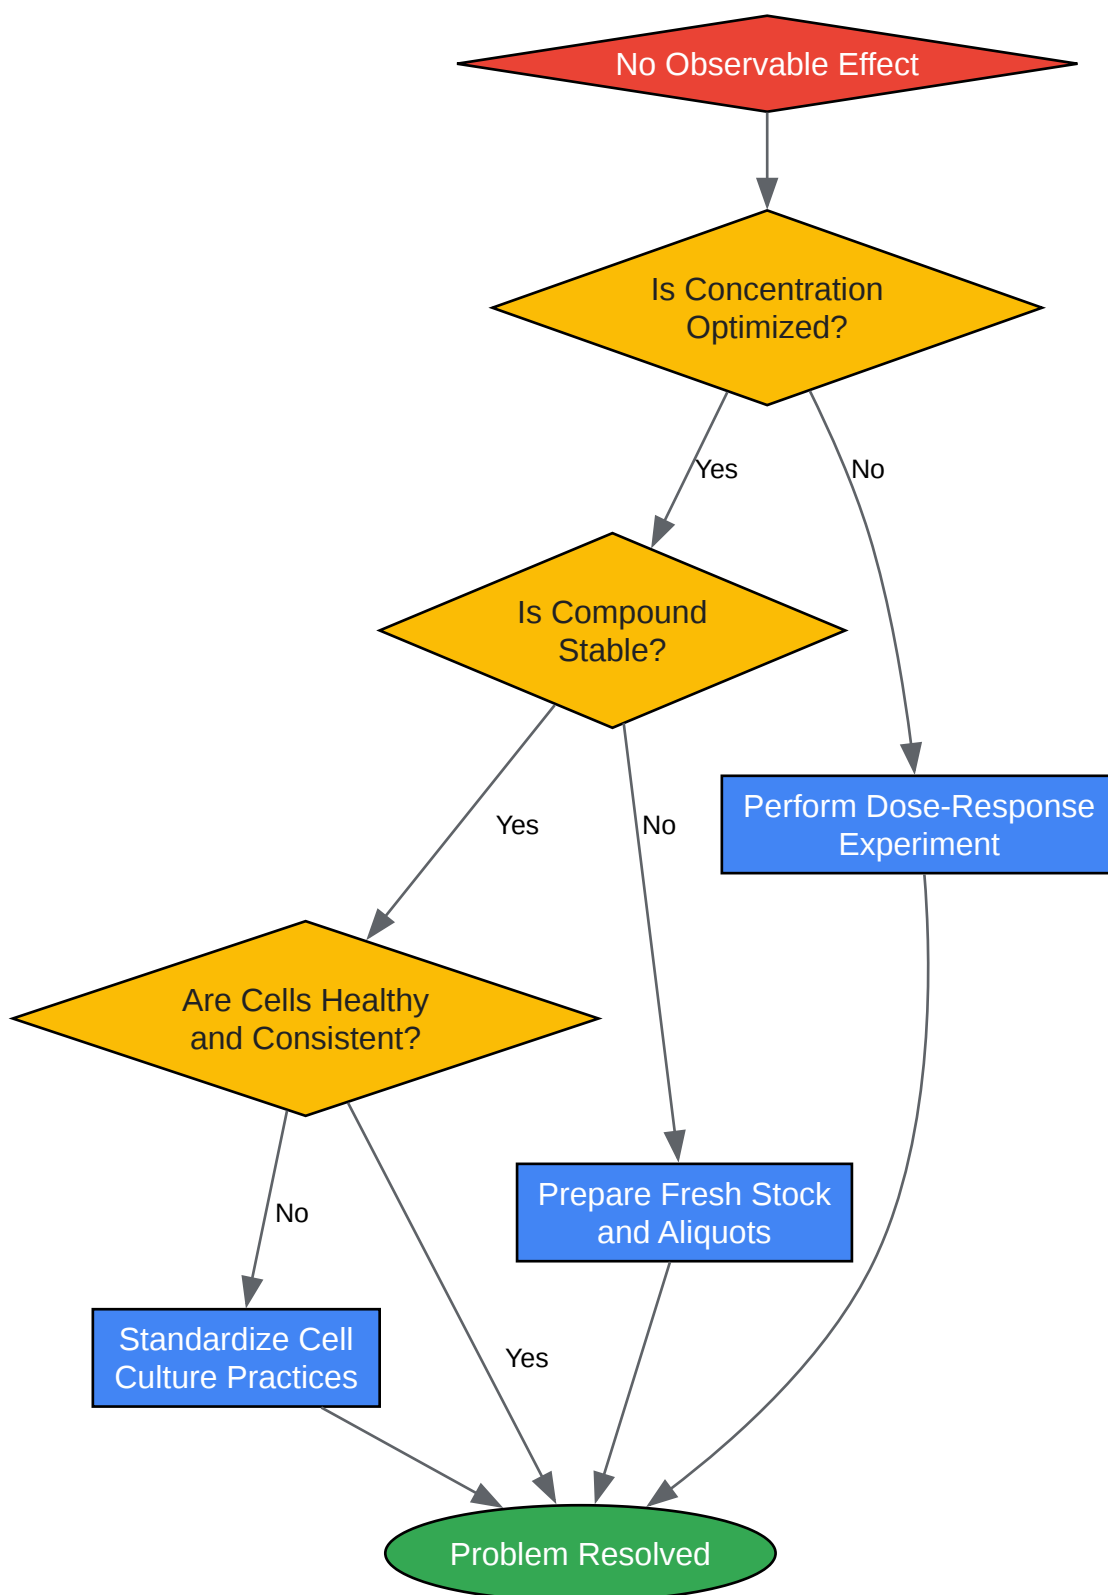 No Observable Effect
Is Concentration
Optimized?
Yes
No
Is Compound
Stable?
Perform Dose-Response
Experiment
Yes
No
Are Cells Healthy
and Consistent?
Prepare Fresh Stock
and Aliquots
No
Standardize Cell
Culture Practices
Yes
Problem Resolved